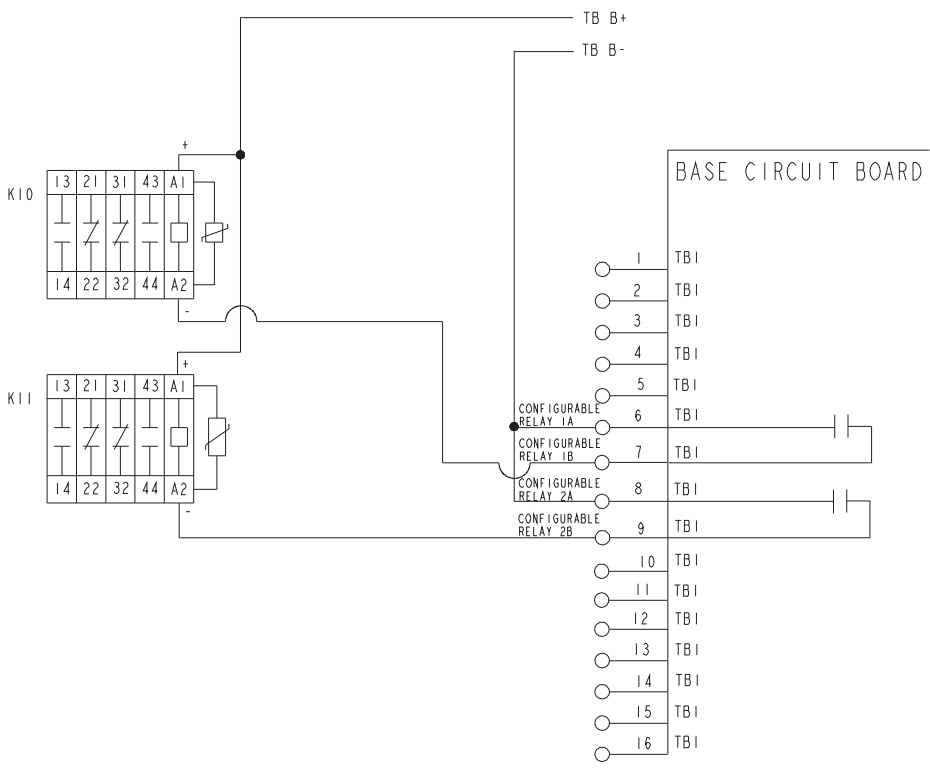 TB B+
TB B-
BASE CIRCUIT BOARD
K10
+
13 21 31 43 A1
14 22 32 44 A2
-
K11
+
13 21 31 43 A1
14 22 32 44 A2
-
1 TB1
2 TB1
3 TB1
4 TB1
5 TB1
CONFIGURABLE
RELAY 1A
6 TB1
CONFIGURABLE
RELAY 1B
7 TB1
CONFIGURABLE
RELAY 2A
8 TB1
CONFIGURABLE
RELAY 2B
9 TB1
10 TB1
11 TB1
12 TB1
13 TB1
14 TB1
15 TB1
16 TB1